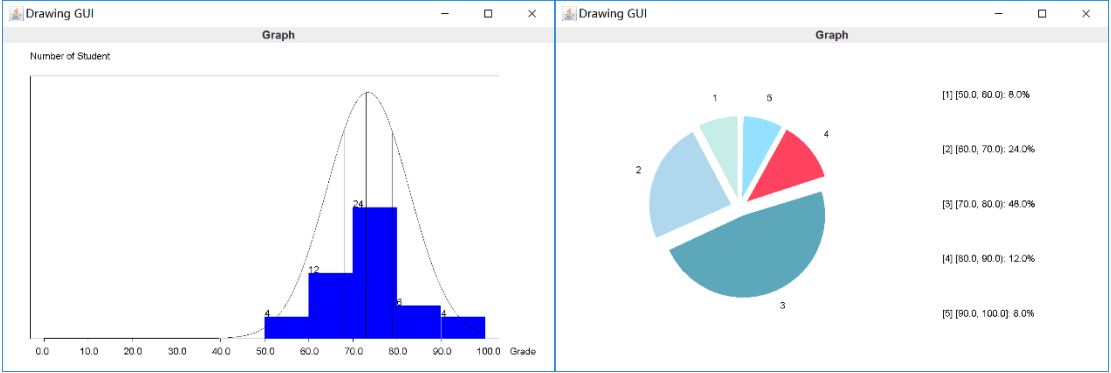 Drawing GUI
Graph
Number of Student
4
12
24
6
4
0.0 10.0 20.0 30.0 40.0 50.0 60.0 70.0 80.0 90.0 100.0 Grade
Drawing GUI
Graph
1
2
3
4
5
[1] [50.0, 60.0): 8.0%
[2] [60.0, 70.0): 24.0%
[3] [70.0, 80.0): 48.0%
[4] [80.0, 90.0): 12.0%
[5] [90.0, 100.0]: 8.0%